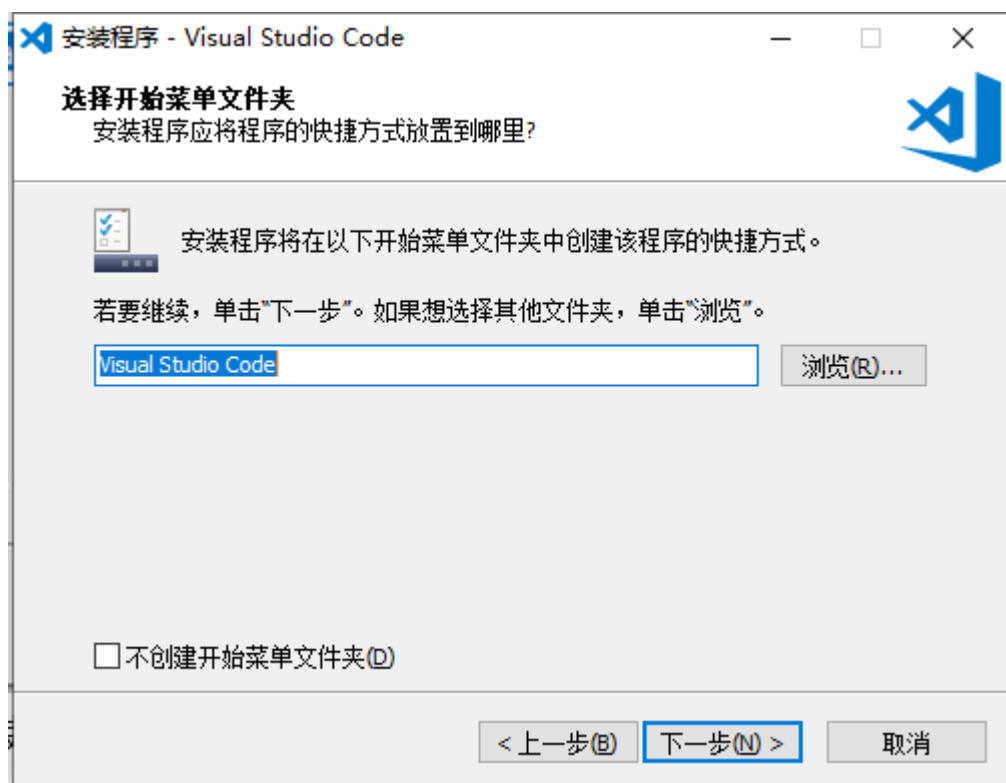 安装程序 - Visual Studio Code
选择开始菜单文件夹
安装程序应将程序的快捷方式放置到哪里?
安装程序将在以下开始菜单文件夹中创建该程序的快捷方式。
若要继续，单击"下一步"。如果想选择其他文件夹，单击"浏览"。
Visual Studio Code
浏览(R)...
不创建开始菜单文件夹(D)
< 上一步(B)
下一步(N) >
取消